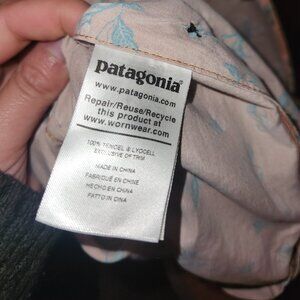 patagonia
www.patagonia.com
Repair/Reuse/Recycle
this product at
www.wornwear.com
100% TENCEL® LYOCELL
EXCLUSIVE OF TRIM
MADE IN CHINA
FABRIQUÉ EN CHINE
HECHO EN CHINA
FATTO IN CINA